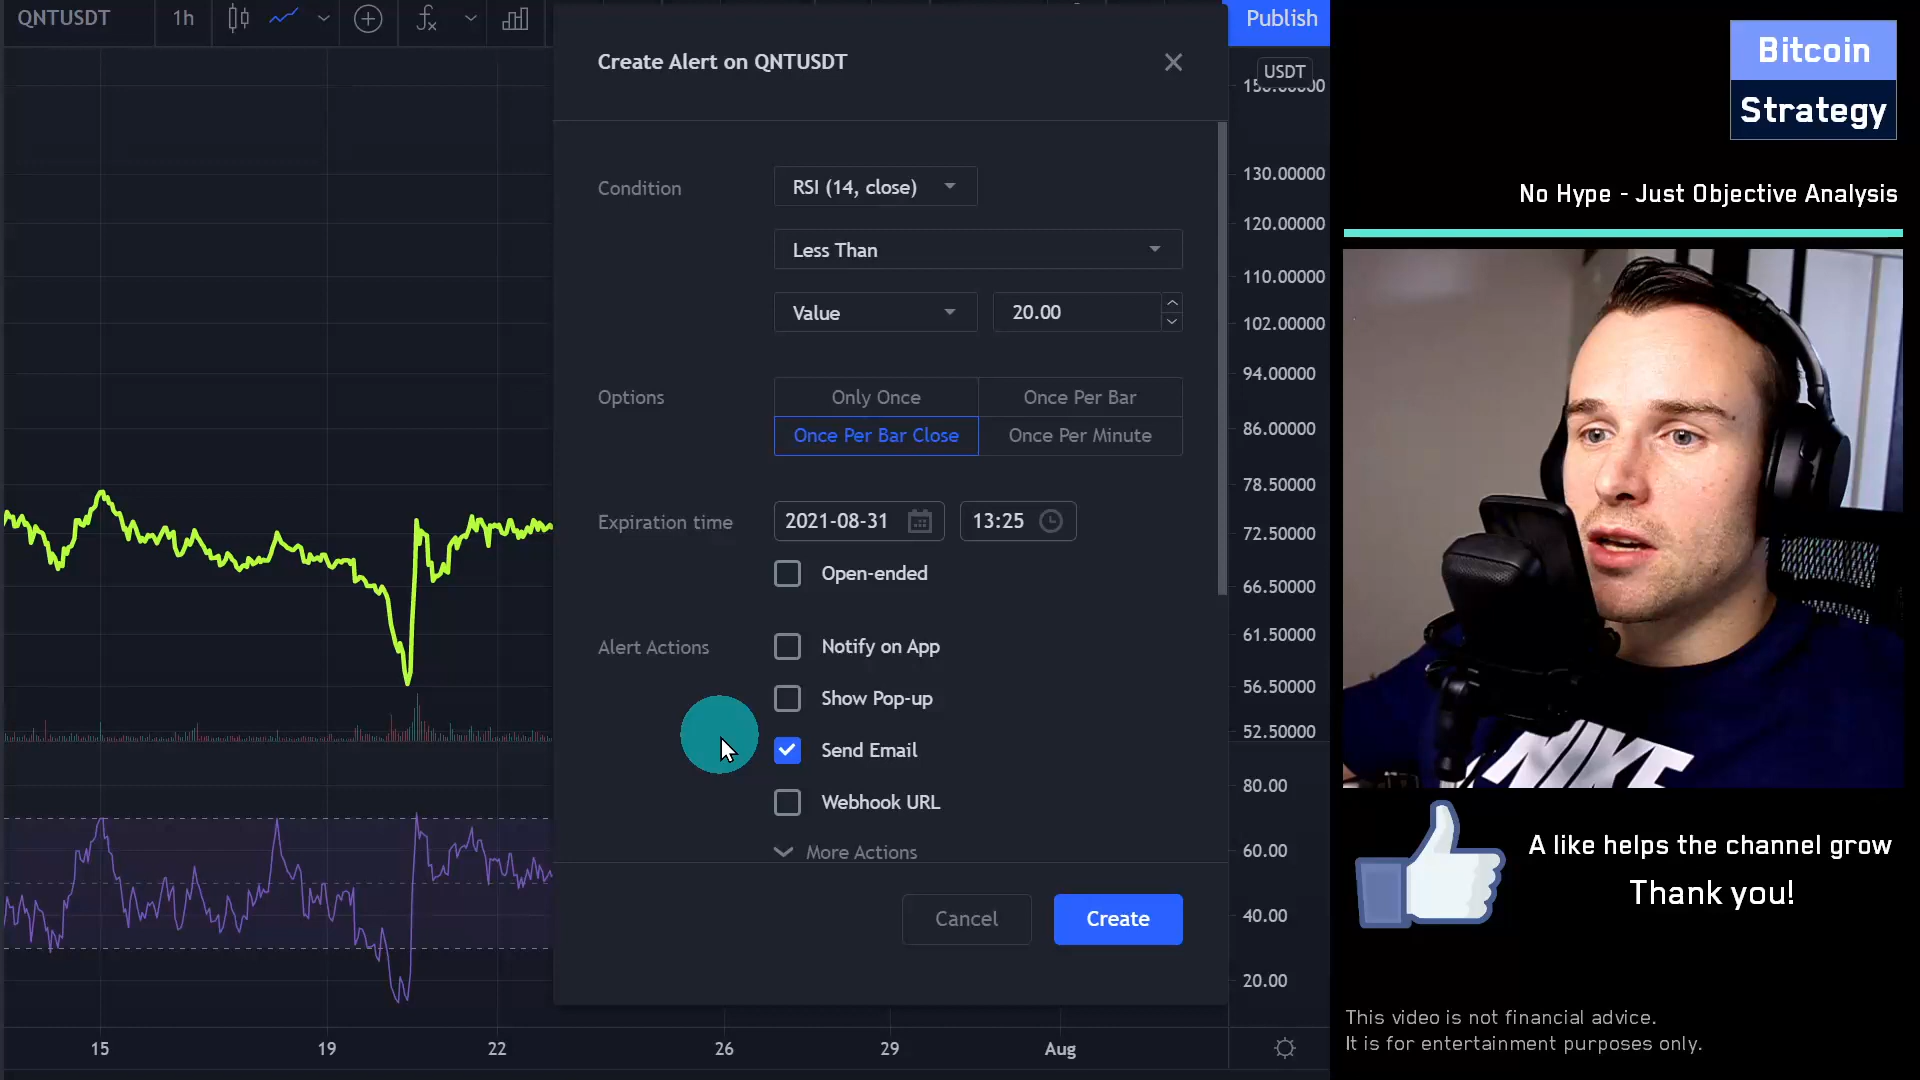 QNTUSDT
1h
Publish
Create Alert on QNTUSDT
USDT
Condition
RSI (14, close)
Less Than
Value
20.00
Options
Only Once
Once Per Bar
Once Per Bar Close
Once Per Minute
Expiration time
2021-08-31
13:25
Open-ended
Alert Actions
Notify on App
Show Pop-up
Send Email
Webhook URL
More Actions
Cancel
Create
130.00000
120.00000
110.00000
102.00000
94.00000
86.00000
78.50000
72.50000
66.50000
61.50000
56.50000
52.50000
80.00
60.00
40.00
20.00
15
19
22
26
29
Aug
Bitcoin
Strategy
No Hype - Just Objective Analysis
NIKE
A like helps the channel grow
Thank you!
This video is not financial advice.
It is for entertainment purposes only.